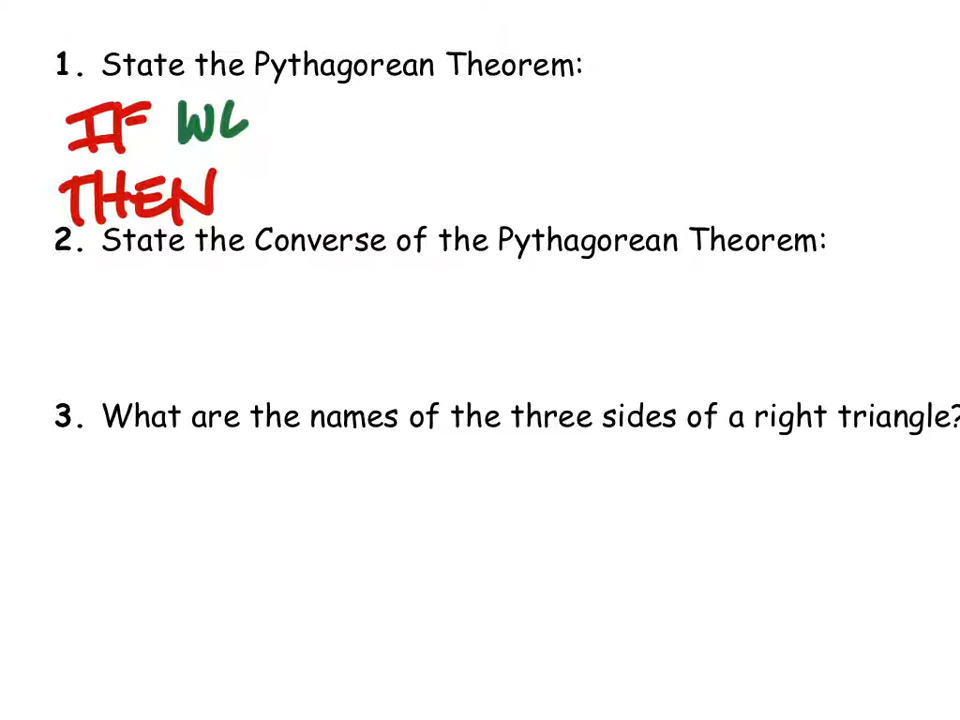 1. State the Pythagorean Theorem:
IF WC
THEN
2. State the Converse of the Pythagorean Theorem:
3. What are the names of the three sides of a right triangle?